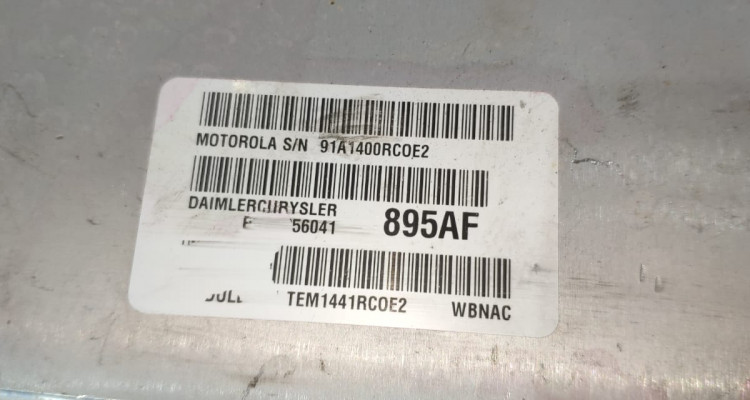 MOTOROLA S/N 91A1400RCOE2
DAIMLERCHRYSLER
56041 895AF
TEM1441RCOE2 WBNAC